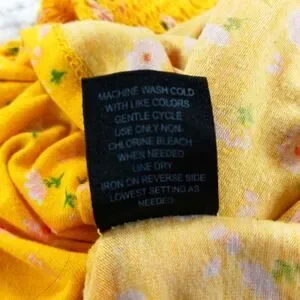 MACHINE WASH COLD
WITH LIKE COLORS
GENTLE CYCLE
USE ONLY NON-
CHLORINE BLEACH
WHEN NEEDED
LINE DRY
IRON ON REVERSE SIDE
LOWEST SETTING AS
NEEDED